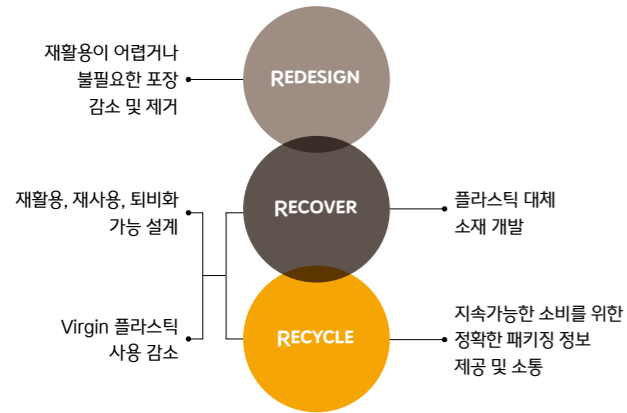 재활용이 어렵거나
불필요한 포장
감소 및 제거
REDESIGN
재활용, 재사용, 퇴비화
가능 설계
RECOVER
플라스틱 대체
소재 개발
Virgin 플라스틱
사용 감소
RECYCLE
지속가능한 소비를 위한
정확한 패키징 정보
제공 및 소통